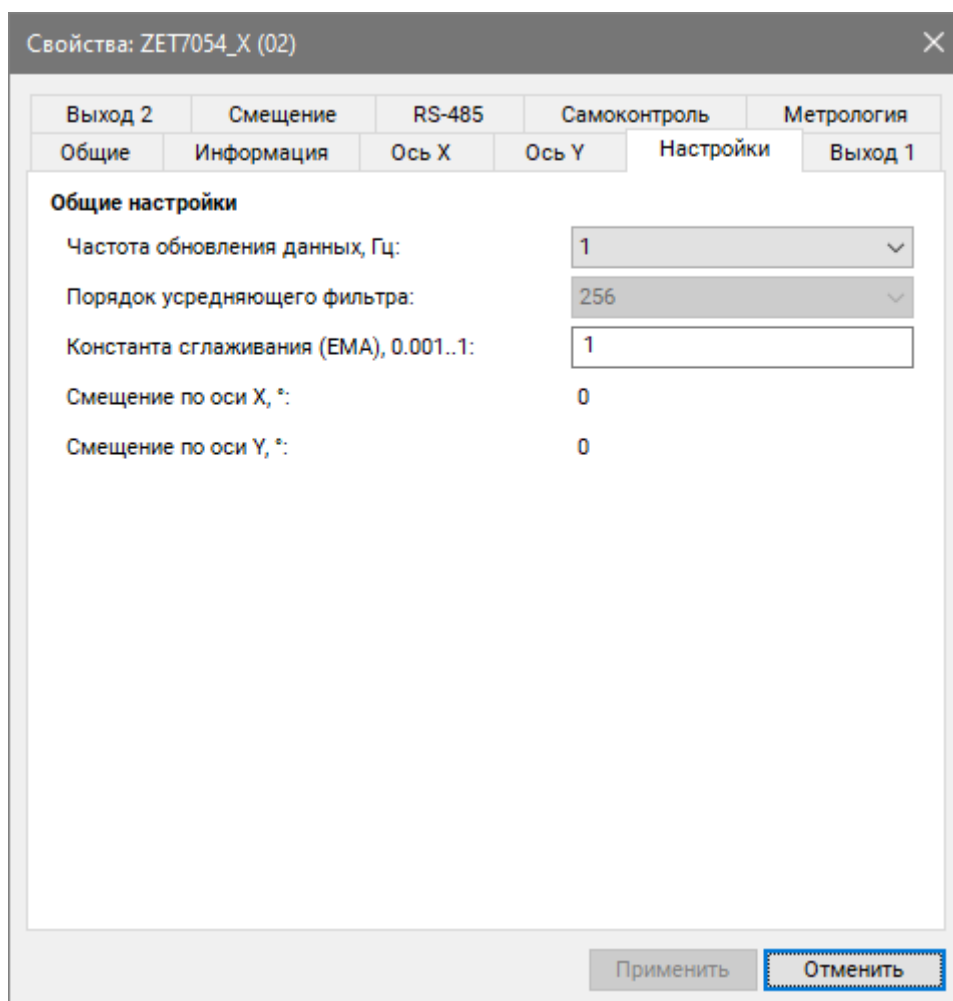 Свойства: ZET7054_X (02)
Выход 2 Смещение RS-485 Самоконтроль Метрология
Общие Информация Ось X Ось Y Настройки Выход 1
Общие настройки
Частота обновления данных, Гц: 1
Порядок усредняющего фильтра: 256
Константа сглаживания (EMA), 0.001..1: 1
Смещение по оси X, °: 0
Смещение по оси Y, °: 0
Применить Отменить